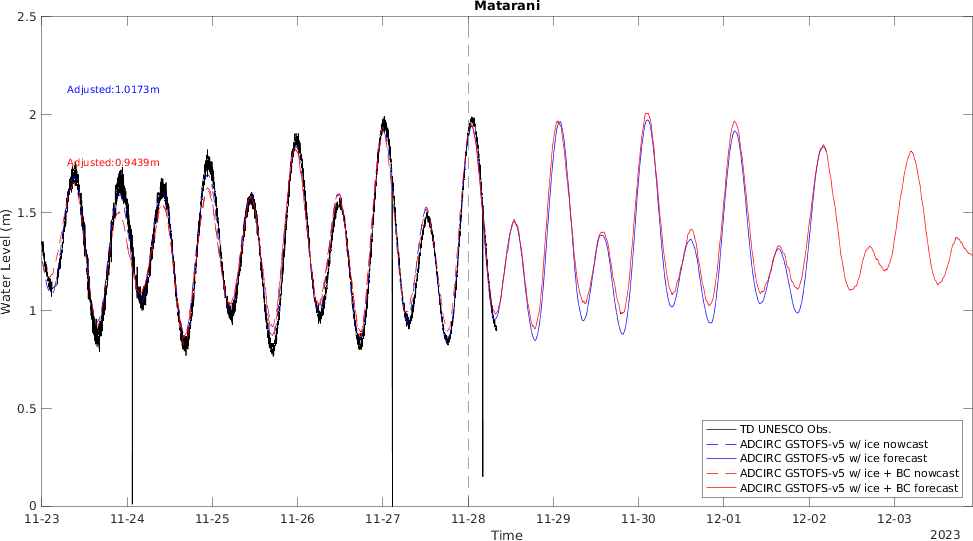 Matarani
2.5
2
1.5
1
0.5
0
Water Level (m)
Adjusted:1.0173m
Adjusted:0.9439m
TD UNESCO Obs.
ADCIRC GSTOFS-v5 w/ ice nowcast
ADCIRC GSTOFS-v5 w/ ice forecast
ADCIRC GSTOFS-v5 w/ ice + BC nowcast
ADCIRC GSTOFS-v5 w/ ice + BC forecast
11-23 11-24 11-25 11-26 11-27 11-28 11-29 11-30 12-01 12-02 12-03
Time
2023